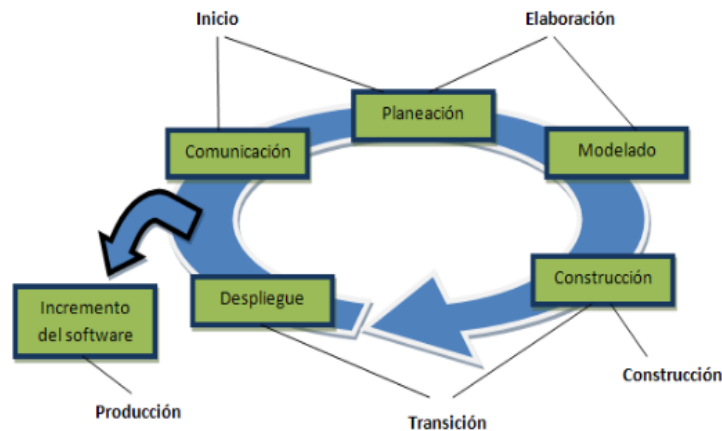 Inicio
Elaboración
Planeación
Comunicación
Modelado
Despliegue
Construcción
Incremento
del software
Construcción
Producción
Transición